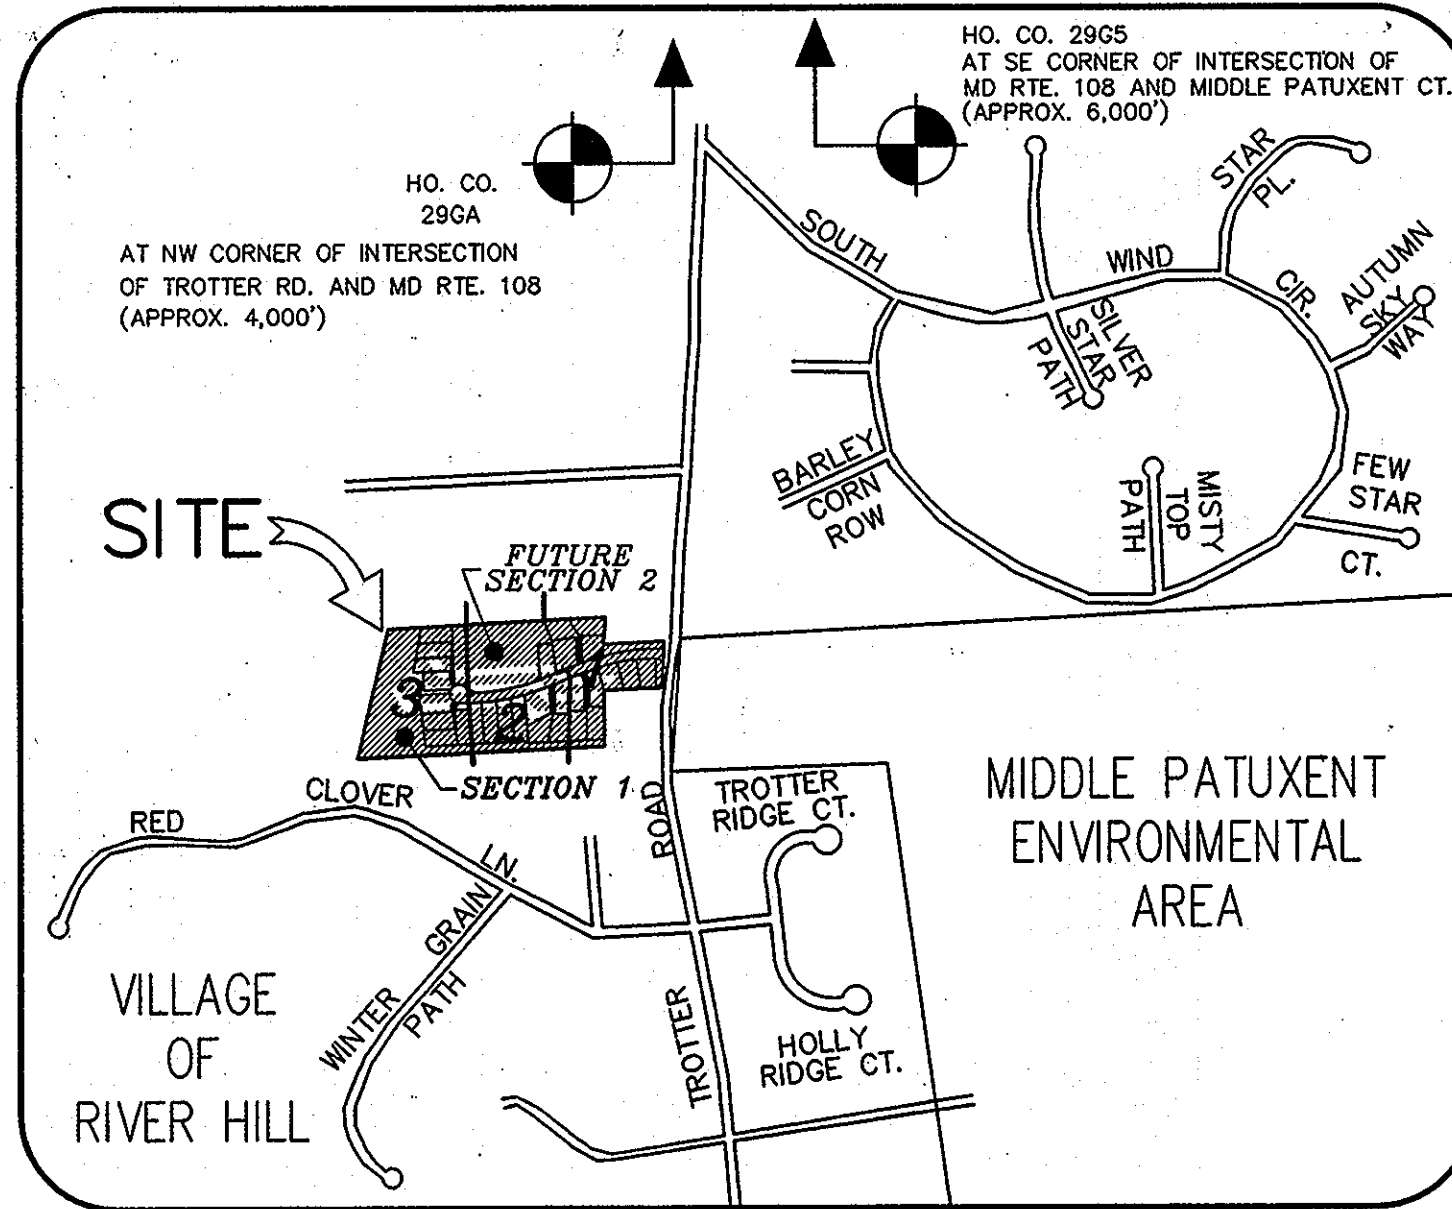 HO. CO. 29G5
AT SE CORNER OF INTERSECTION OF
MD RTE. 108 AND MIDDLE PATUXENT CT.
(APPROX. 6,000')
HO. CO.
29GA
AT NW CORNER OF INTERSECTION
OF TROTTER RD. AND MD RTE. 108
(APPROX. 4,000')
SOUTH
WIND
CIR.
STAR
PL.
AUTUMN
SKY
WAY
SILVER
STAR
PATH
BARLEY
CORN
ROW
MISTY
TOP
PATH
FEW
STAR
CT.
SITE
FUTURE
SECTION 2
3
2
1
SECTION 1
RED
CLOVER
LN.
WINTER
GRAIN
PATH
TROTTER
ROAD
TROTTER
RIDGE CT.
HOLLY
RIDGE CT.
MIDDLE PATUXENT
ENVIRONMENTAL
AREA
VILLAGE
OF
RIVER HILL